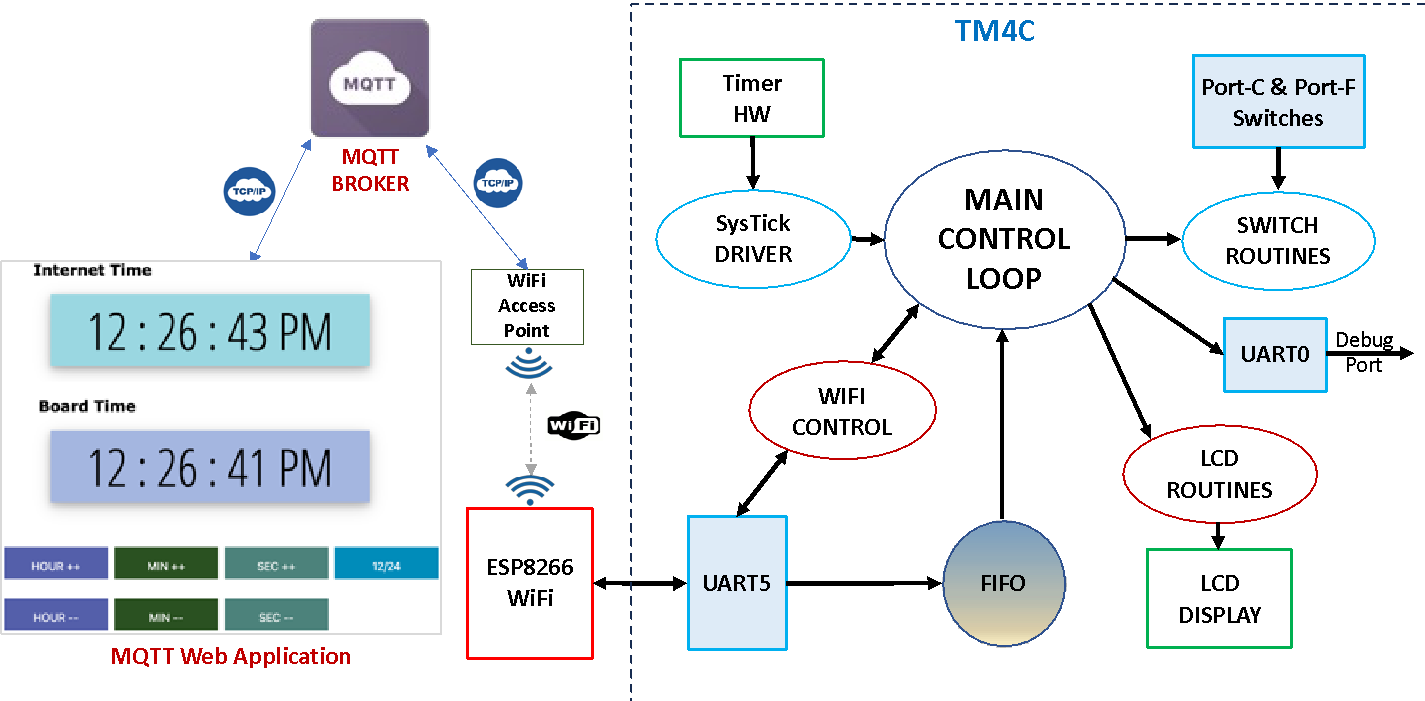 MQTT
MQTT
BROKER
TCP/IP
TCP/IP
Internet Time
12 : 26 : 43 PM
Board Time
12 : 26 : 41 PM
HOUR ++
MIN ++
SEC ++
12/24
HOUR --
MIN --
SEC --
MQTT Web Application
WiFi
Access
Point
WiFi
ESP8266
WiFi
TM4C
Timer
HW
SysTick
DRIVER
MAIN
CONTROL
LOOP
Port-C & Port-F
Switches
SWITCH
ROUTINES
UART0
Debug
Port
WIFI
CONTROL
LCD
ROUTINES
UART5
FIFO
LCD
DISPLAY